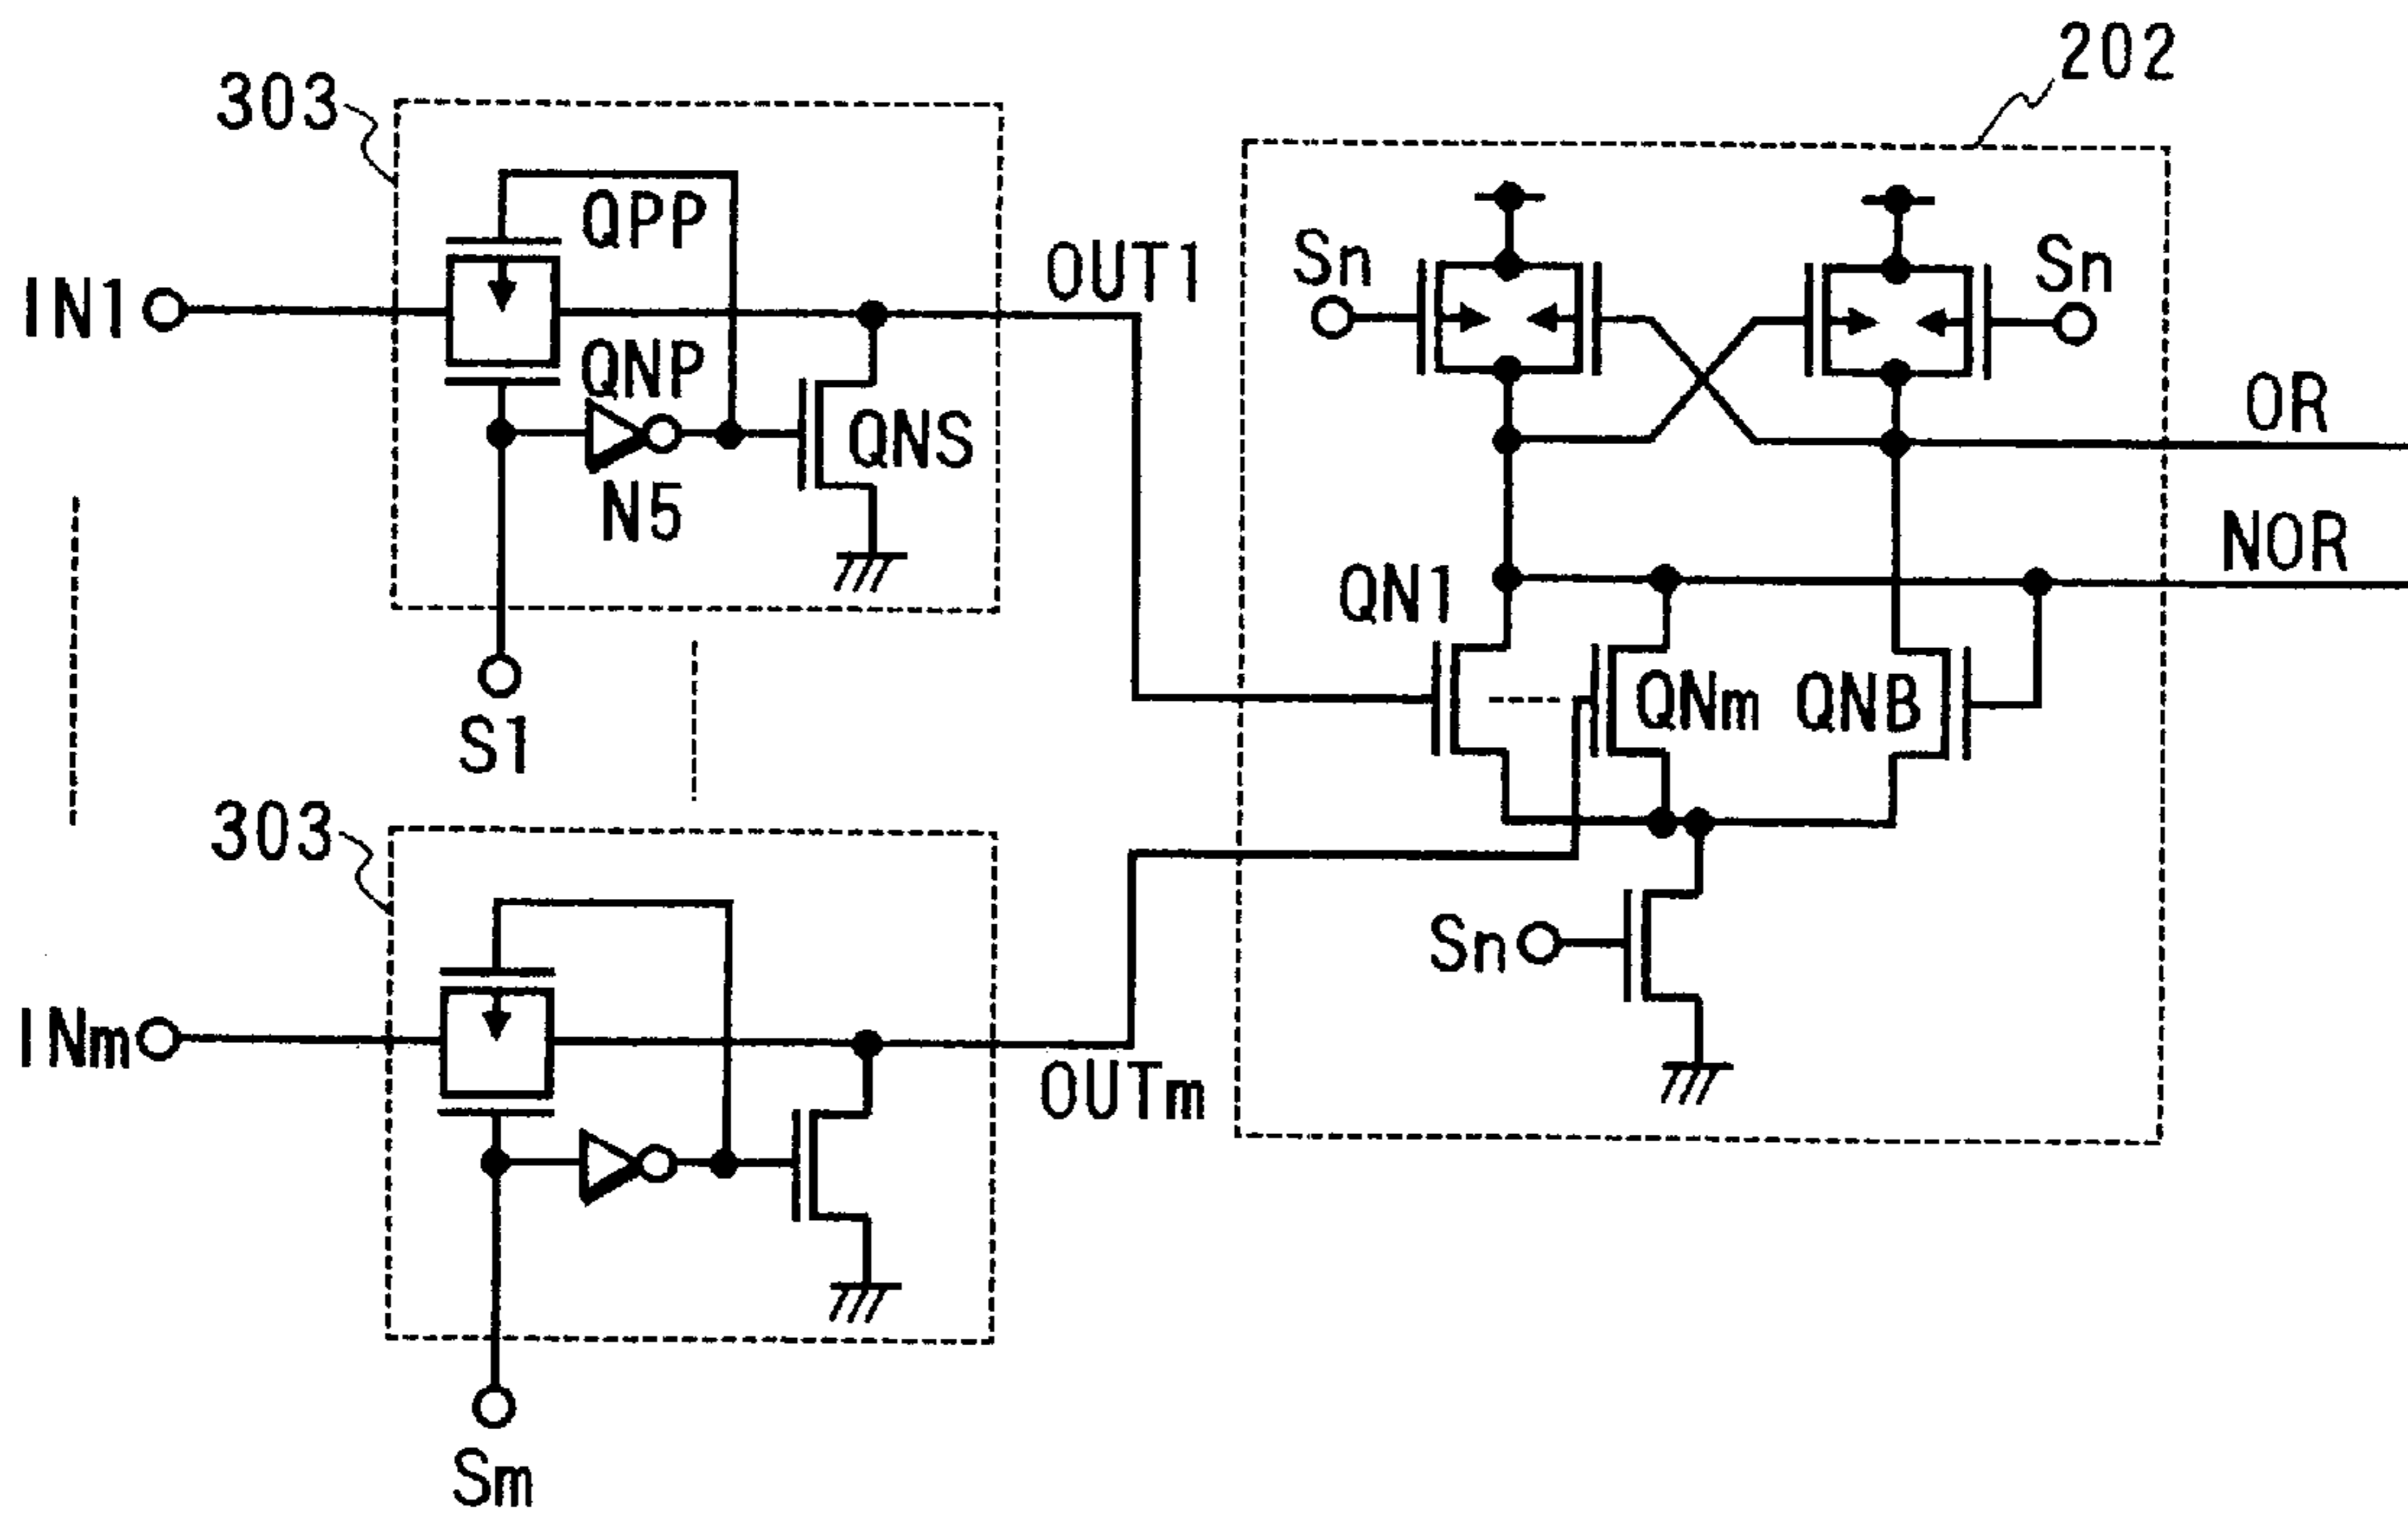 202
303
QPP
OUT1
Sn
Sn
IN1
QNP
OR
QNS
N5
NOR
QN1
QNm
QNB
S1
303
Sn
INm
OUTm
Sm